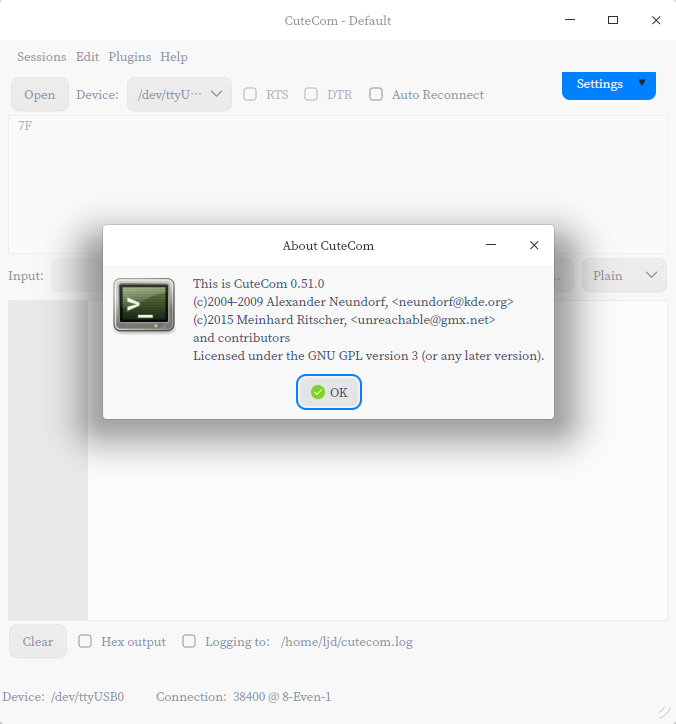 CuteCom - Default
Sessions Edit Plugins Help
Open Device: /dev/ttyU··· RTS DTR Auto Reconnect Settings
7F
About CuteCom
Input: Plain
This is CuteCom 0.51.0
(c)2004-2009 Alexander Neundorf, <neundorf@kde.org>
(c)2015 Meinhard Ritscher, <unreachable@gmx.net>
and contributors
Licensed under the GNU GPL version 3 (or any later version).
OK
Clear Hex output Logging to: /home/ljd/cutecom.log
Device: /dev/ttyUSB0 Connection: 38400 @ 8-Even-1